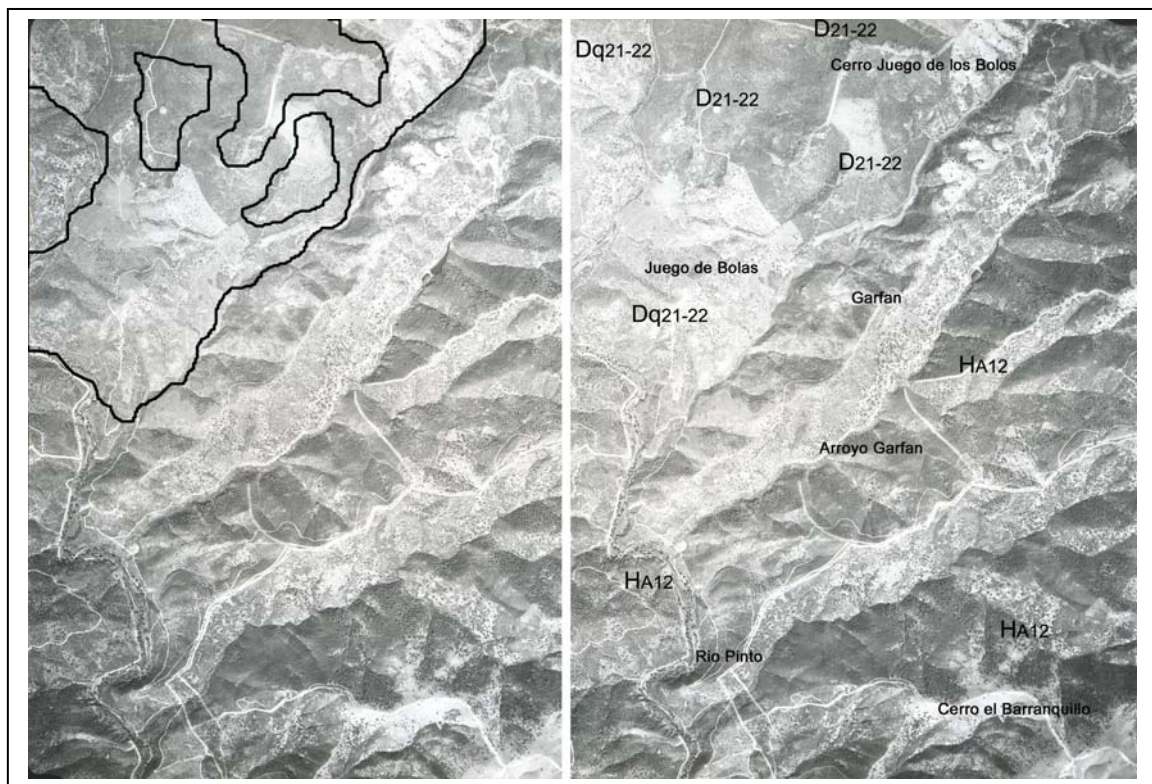 D21-22
Dq21-22
Cerro Juego de los Bolos
D21-22
D21-22
Juego de Bolas
Garfan
Dq21-22
HA12
Arroyo Garfan
HA12
HA12
Rio Pinto
Cerro el Barranquillo